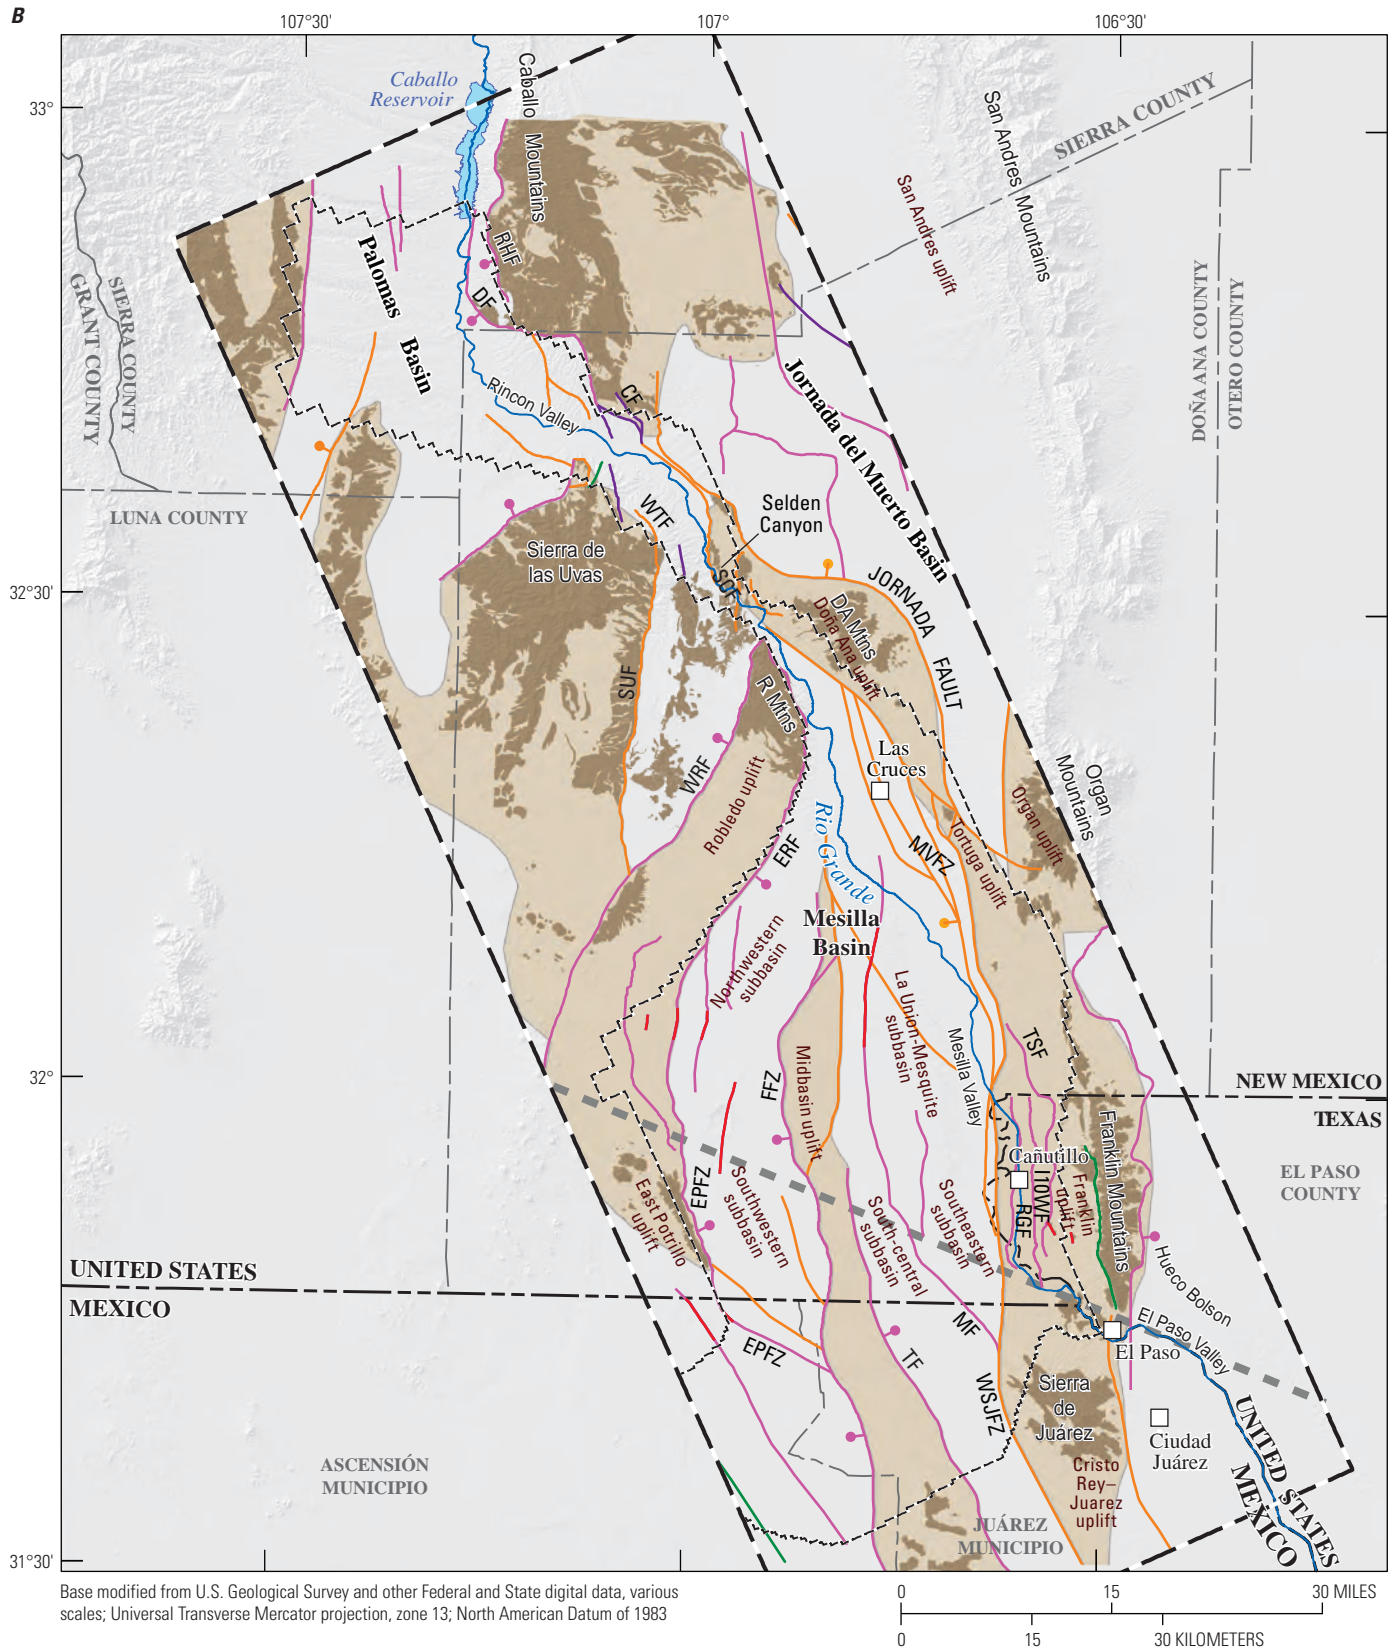 B
107°30'
107°
106°30'
33°
32°30'
32°
31°30'
Caballo
Reservoir
Caballo Mountains
San Andres Mountains
SIERRA COUNTY
San Andres uplift
RHF
DF
Palomas
Basin
SIERRA COUNTY
GRANT COUNTY
DOÑA ANA COUNTY
OTERO COUNTY
Jornada del Muerto Basin
Rincon Valley
CF
LUNA COUNTY
WTF
Selden
Canyon
Sierra de
las Uvas
SCF
JORNADA FAULT
DA Mtns
Doña Ana uplift
SUF
R Mtns
Las
Cruces
WRF
Robledo uplift
Organ
Mountains
Organ uplift
Rio Grande
MVFZ
Tortuga uplift
ERF
Mesilla
Basin
Northwestern
subbasin
La Union-Mesquite
subbasin
Mesilla Valley
TSF
FFZ
Midbasin uplift
NEW MEXICO
TEXAS
Franklin Mountains
Cañutillo
I10WF
Franklin
uplift
RGF
EL PASO
COUNTY
EPFZ
East Potrillo
uplift
Southwestern
subbasin
South-central
subbasin
Southeastern
subbasin
Hueco Bolson
UNITED STATES
MEXICO
El Paso Valley
El Paso
MF
EPFZ
TF
WSJFZ
Sierra
de
Juárez
Ciudad
Juárez
UNITED STATES
MEXICO
ASCENSIÓN
MUNICIPIO
Cristo
Rey–
Juarez
uplift
JUÁREZ
MUNICIPIO
Base modified from U.S. Geological Survey and other Federal and State digital data, various
scales; Universal Transverse Mercator projection, zone 13; North American Datum of 1983
0 15 30 MILES
0 15 30 KILOMETERS